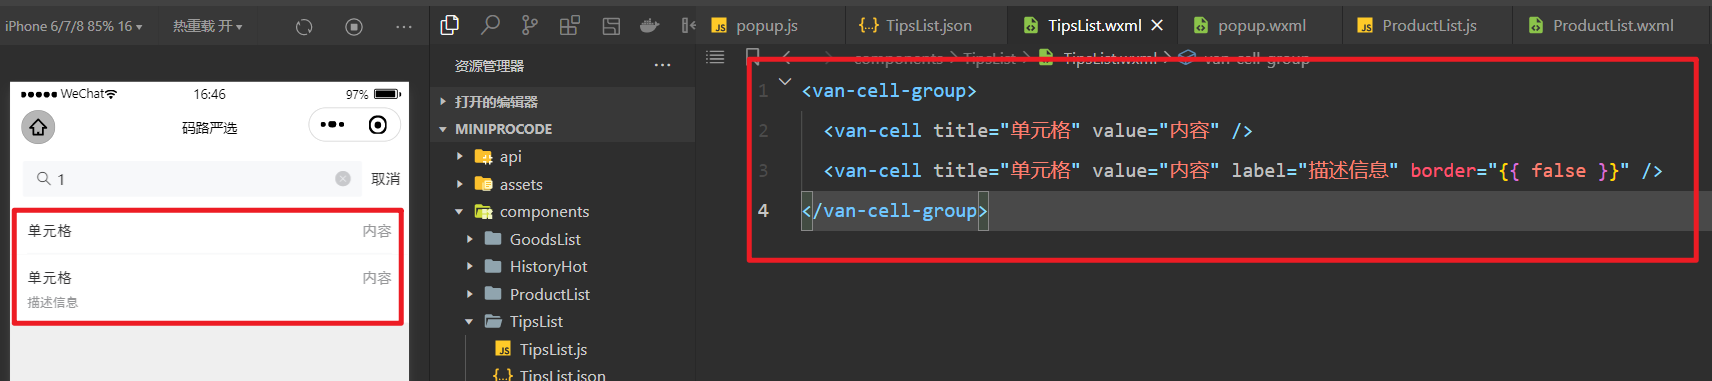 iPhone 6/7/8 85% 16
热重载 开
WeChat
16:46
97%
码路严选
1
取消
单元格
内容
单元格
内容
描述信息
资源管理器
打开的编辑器
MINIPROCODE
api
assets
components
GoodsList
HistoryHot
ProductList
TipsList
TipsList.js
TipsList.json
popup.js
TipsList.json
TipsList.wxml
popup.wxml
ProductList.js
ProductList.wxml
components > TipsList > TipsList.wxml > van-cell-group
1 <van-cell-group>
2 <van-cell title="单元格" value="内容" />
3 <van-cell title="单元格" value="内容" label="描述信息" border="{{ false }}" />
4 </van-cell-group>